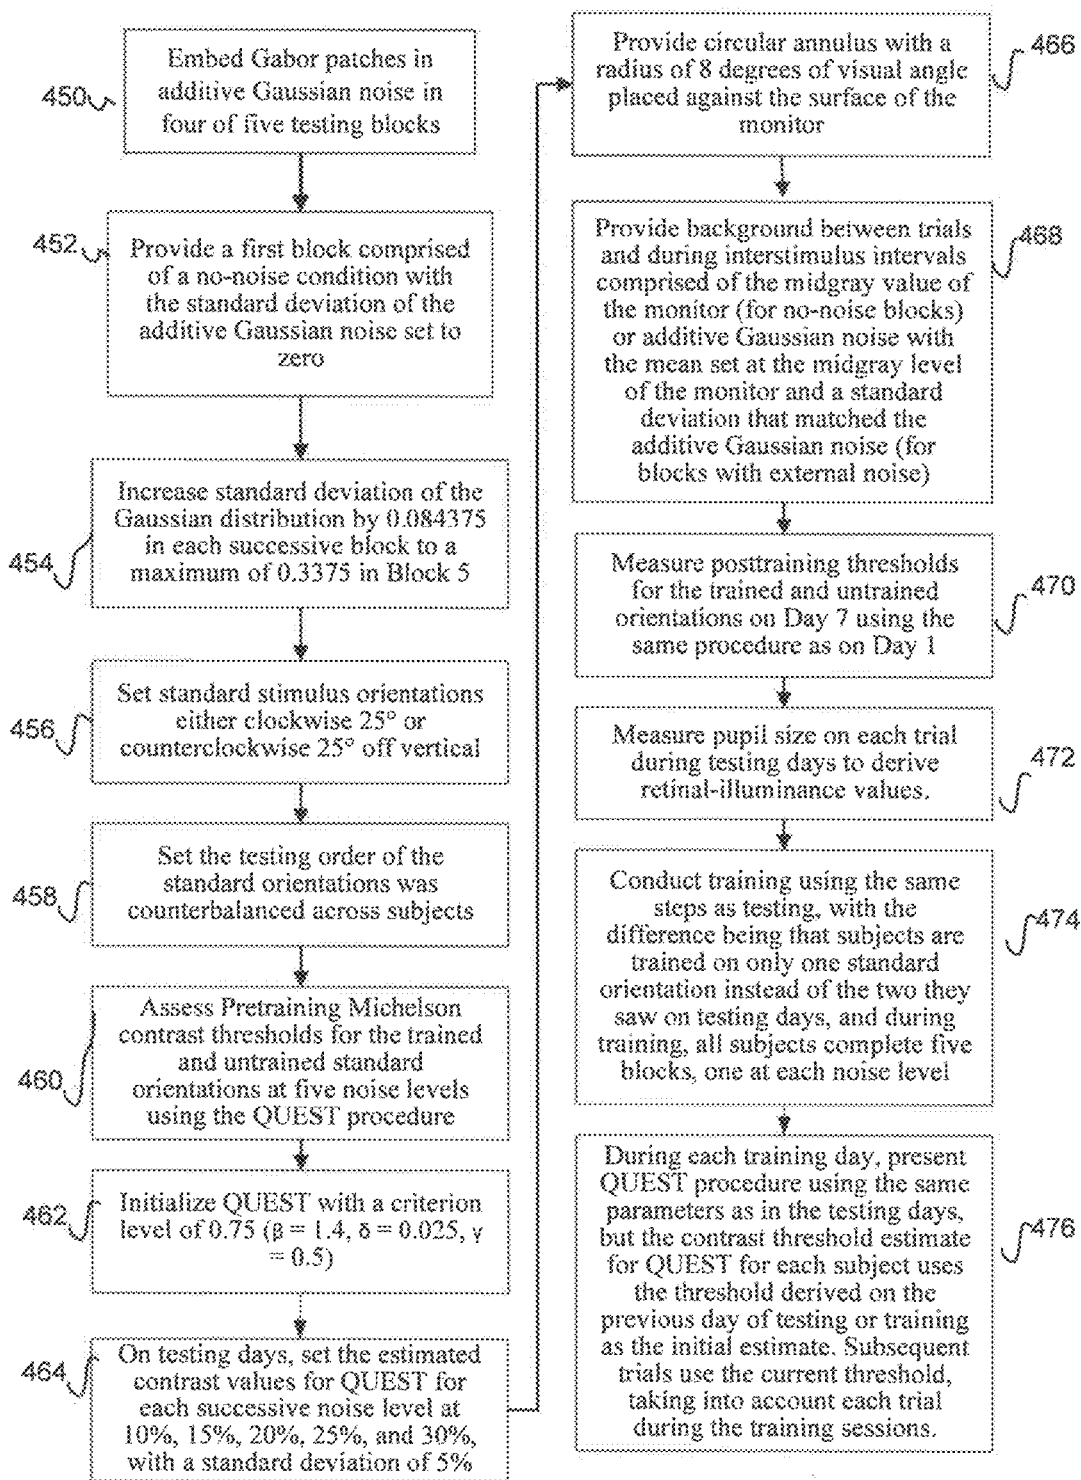 450
Embed Gabor patches in
additive Gaussian noise in
four of five testing blocks
452
Provide a first block comprised
of a no-noise condition with
the standard deviation of the
additive Gaussian noise set to
zero
454
Increase standard deviation of the
Gaussian distribution by 0.084375
in each successive block to a
maximum of 0.3375 in Block 5
456
Set standard stimulus orientations
either clockwise 25° or
counterclockwise 25° off vertical
458
Set the testing order of the
standard orientations was
counterbalanced across subjects
460
Assess Pretraining Michelson
contrast thresholds for the trained
and untrained standard
orientations at five noise levels
using the QUEST procedure
462
Initialize QUEST with a criterion
level of 0.75 (β = 1.4, δ = 0.025, γ
= 0.5)
464
On testing days, set the estimated
contrast values for QUEST for
each successive noise level at
10%, 15%, 20%, 25%, and 30%,
with a standard deviation of 5%
466
Provide circular annulus with a
radius of 8 degrees of visual angle
placed against the surface of the
monitor
468
Provide background between trials
and during interstimulus intervals
comprised of the midgray value of
the monitor (for no-noise blocks)
or additive Gaussian noise with
the mean set at the midgray level
of the monitor and a standard
deviation that matched the
additive Gaussian noise (for
blocks with external noise)
470
Measure posttraining thresholds
for the trained and untrained
orientations on Day 7 using the
same procedure as on Day 1
472
Measure pupil size on each trial
during testing days to derive
retinal-illuminance values.
474
Conduct training using the same
steps as testing, with the
difference being that subjects are
trained on only one standard
orientation instead of the two they
saw on testing days, and during
training, all subjects complete five
blocks, one at each noise level
476
During each training day, present
QUEST procedure using the same
parameters as in the testing days,
but the contrast threshold estimate
for QUEST for each subject uses
the threshold derived on the
previous day of testing or training
as the initial estimate. Subsequent
trials use the current threshold,
taking into account each trial
during the training sessions.